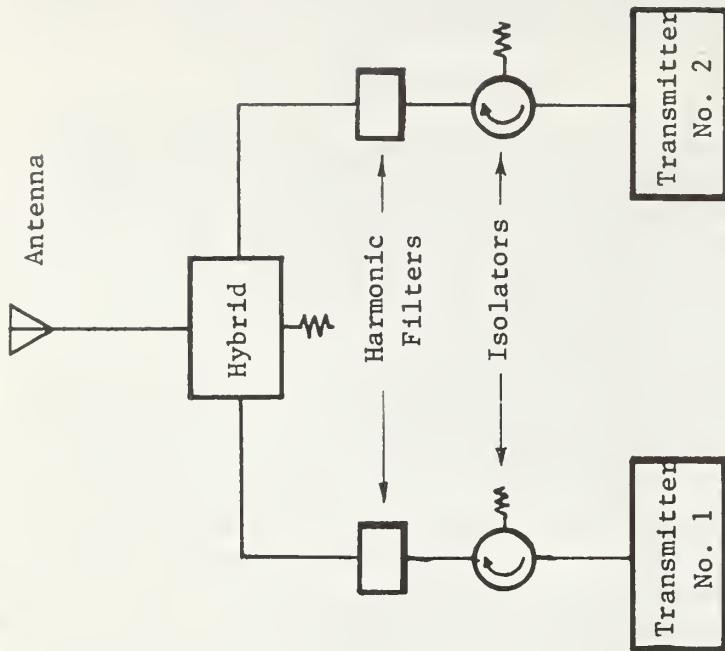 Antenna
Hybrid
Harmonic
Filters
Isolators
Transmitter
No. 1
Transmitter
No. 2